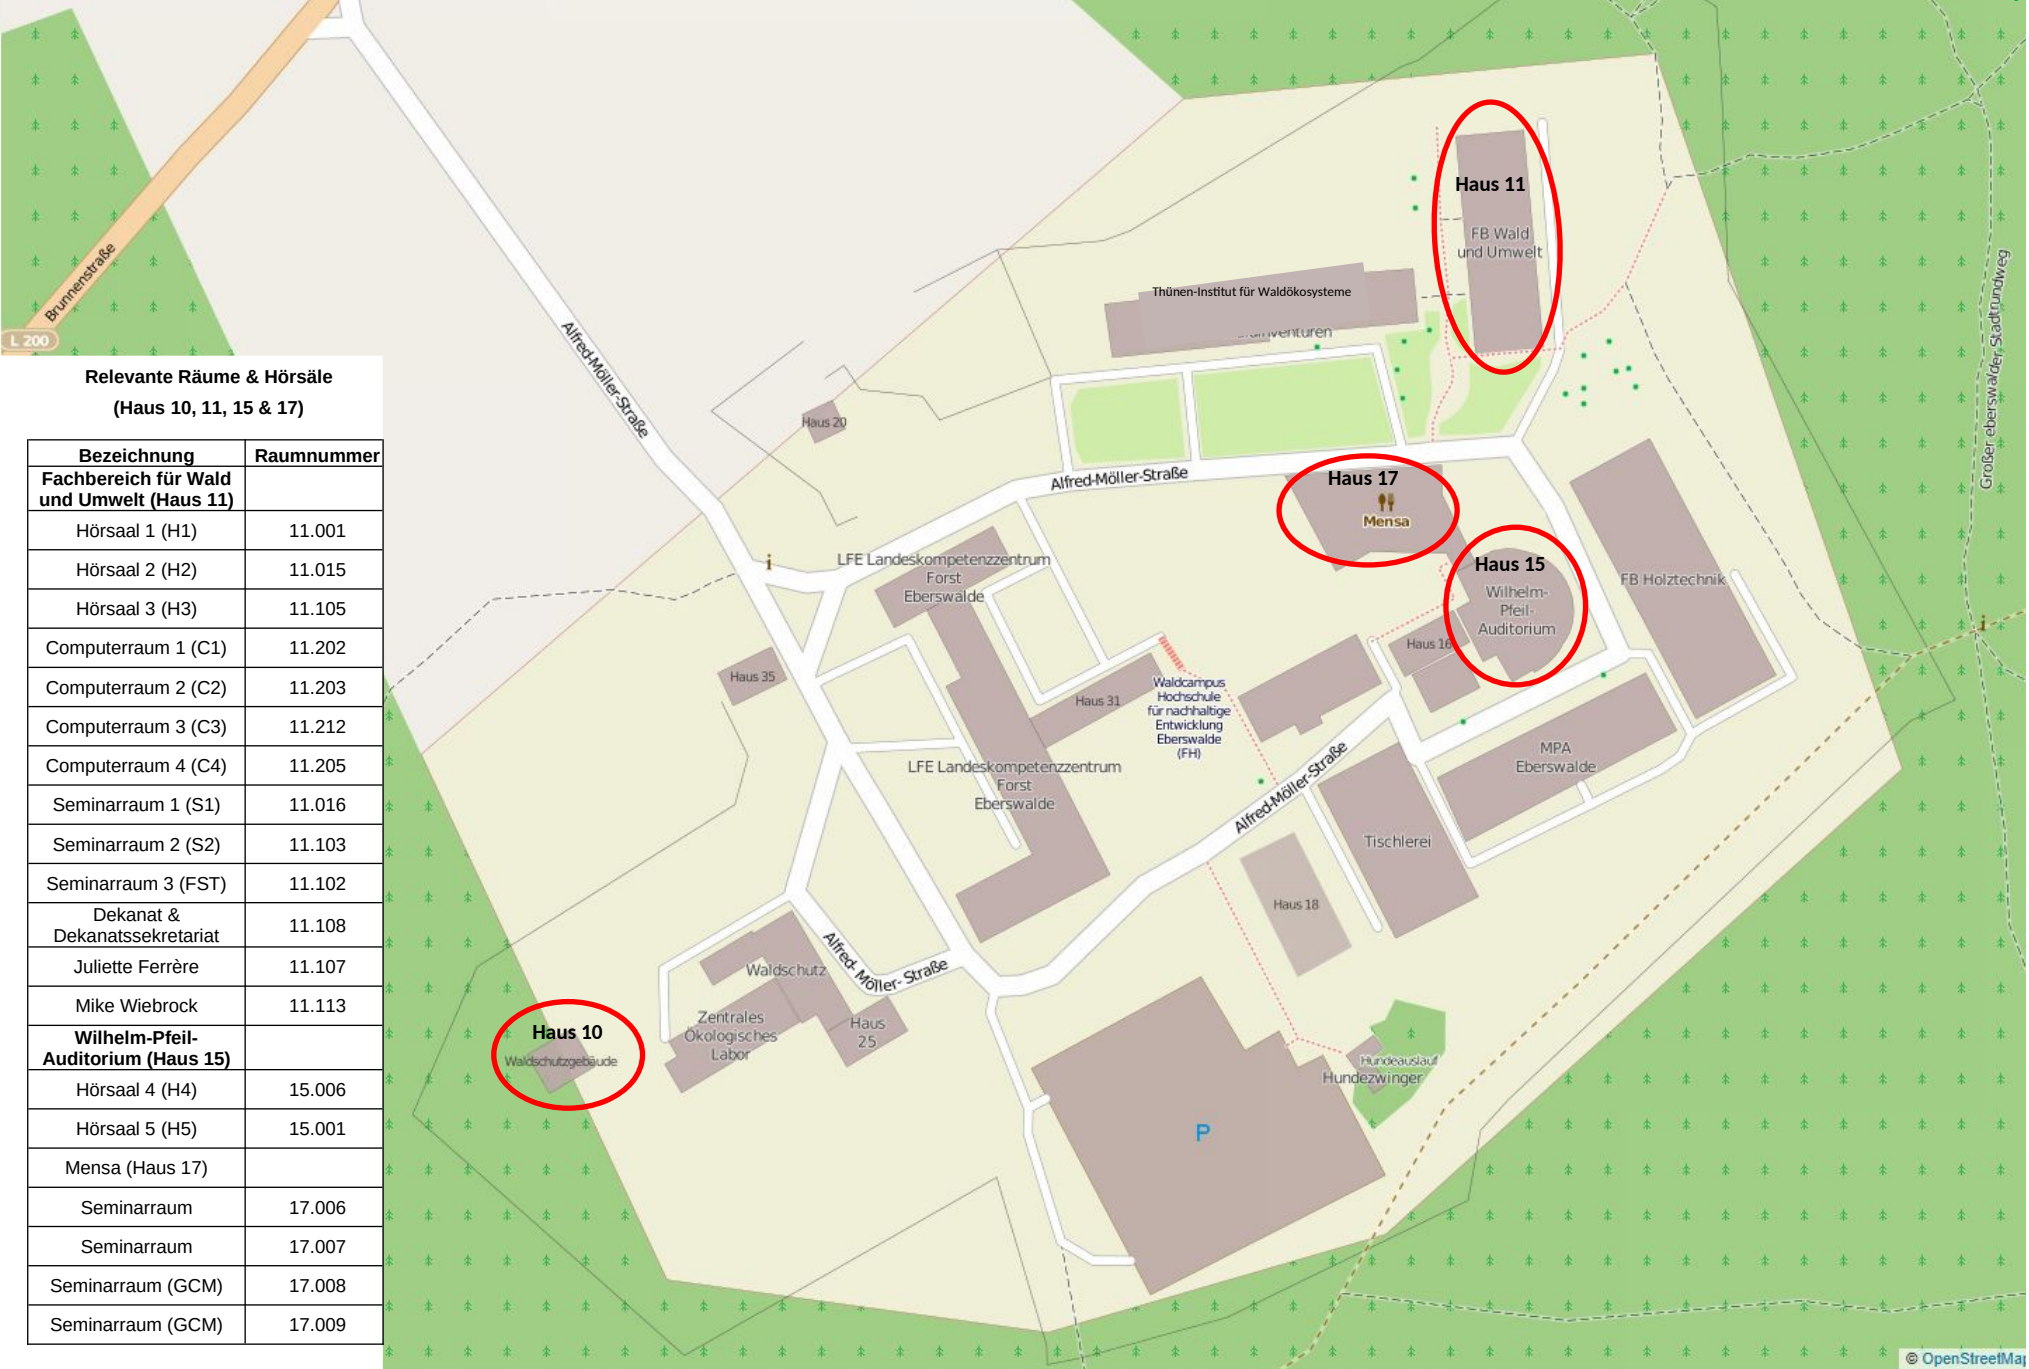 Brunnenstraße
L 200
Relevante Räume & Hörsäle
(Haus 10, 11, 15 & 17)
Bezeichnung Raumnummer
Fachbereich für Wald
und Umwelt (Haus 11)
Hörsaal 1 (H1) 11.001
Hörsaal 2 (H2) 11.015
Hörsaal 3 (H3) 11.105
Computerraum 1 (C1) 11.202
Computerraum 2 (C2) 11.203
Computerraum 3 (C3) 11.212
Computerraum 4 (C4) 11.205
Seminarraum 1 (S1) 11.016
Seminarraum 2 (S2) 11.103
Seminarraum 3 (FST) 11.102
Dekanat &
Dekanatssekretariat 11.108
Juliette Ferrère 11.107
Mike Wiebrock 11.113
Wilhelm-Pfeil-
Auditorium (Haus 15)
Hörsaal 4 (H4) 15.006
Hörsaal 5 (H5) 15.001
Mensa (Haus 17)
Seminarraum 17.006
Seminarraum 17.007
Seminarraum (GCM) 17.008
Seminarraum (GCM) 17.009
Alfred-Möller-Straße
Haus 11
FB Wald
und Umwelt
Thünen-Institut für Waldökosysteme
Großer eberswalder Stadtrundweg
Haus 20
Alfred-Möller-Straße
Haus 17
Mensa
Haus 15
Wilhelm-
Pfeil-
Auditorium
FB Holztechnik
Haus 16
LFE Landeskompetenzzentrum
Forst
Eberswalde
Haus 35
Haus 31
Waldcampus
Hochschule
für nachhaltige
Entwicklung
Eberswalde
(FH)
LFE Landeskompetenzzentrum
Forst
Eberswalde
MPA
Eberswalde
Alfred-Möller-Straße
Tischlerei
Haus 18
Alfred- Möller- Straße
Waldschutz
Zentrales
Ökologisches
Labor
Haus
25
Haus 10
Waldschutzgebäude
Hundeauslauf
Hundezwinger
P
© OpenStreetMap